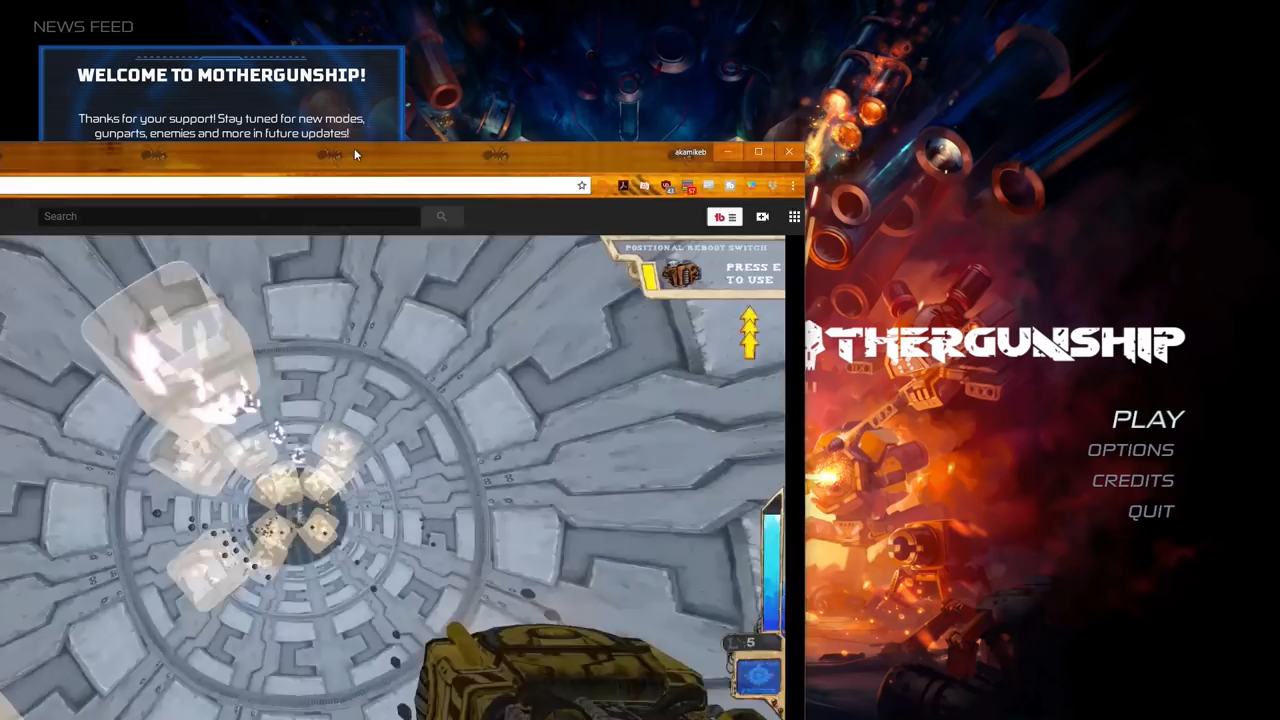 NEWS FEED
WELCOME TO MOTHERGUNSHIP!
Thanks for your support! Stay tuned for new modes,
gunparts, enemies and more in future updates!
akamikeb
Search
POSITIONAL REBOOT SWITCH
PRESS E
TO USE
THERGUNSHIP
PLAY
OPTIONS
CREDITS
QUIT